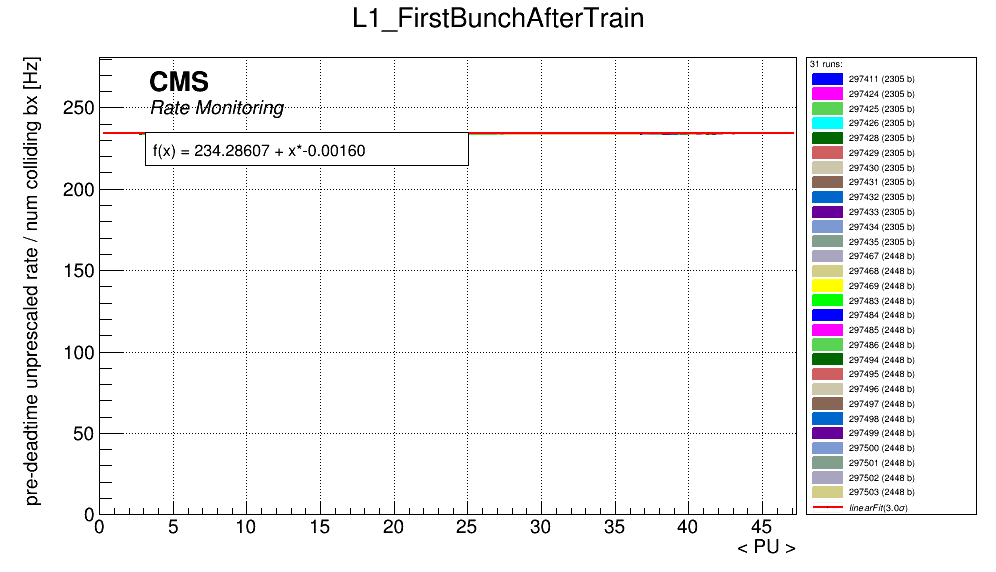 L1_FirstBunchAfterTrain
pre-deadtime unprescaled rate / num colliding bx [Hz]
CMS
Rate Monitoring
f(x) = 234.28607 + x*-0.00160
250
200
150
100
50
0
0 5 10 15 20 25 30 35 40 45
< PU >
31 runs:
297411 (2305 b)
297424 (2305 b)
297425 (2305 b)
297426 (2305 b)
297428 (2305 b)
297429 (2305 b)
297430 (2305 b)
297431 (2305 b)
297432 (2305 b)
297433 (2305 b)
297434 (2305 b)
297435 (2305 b)
297467 (2448 b)
297468 (2448 b)
297469 (2448 b)
297483 (2448 b)
297484 (2448 b)
297485 (2448 b)
297486 (2448 b)
297494 (2448 b)
297495 (2448 b)
297496 (2448 b)
297497 (2448 b)
297498 (2448 b)
297499 (2448 b)
297500 (2448 b)
297501 (2448 b)
297502 (2448 b)
297503 (2448 b)
linearFit(3.0σ)